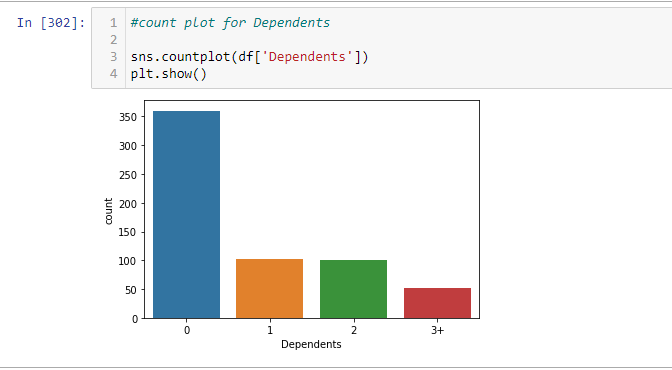 In [302]:
1 #count plot for Dependents
2
3 sns.countplot(df['Dependents'])
4 plt.show()
350
300
250
200
150
100
50
0
count
0 1 2 3+
Dependents